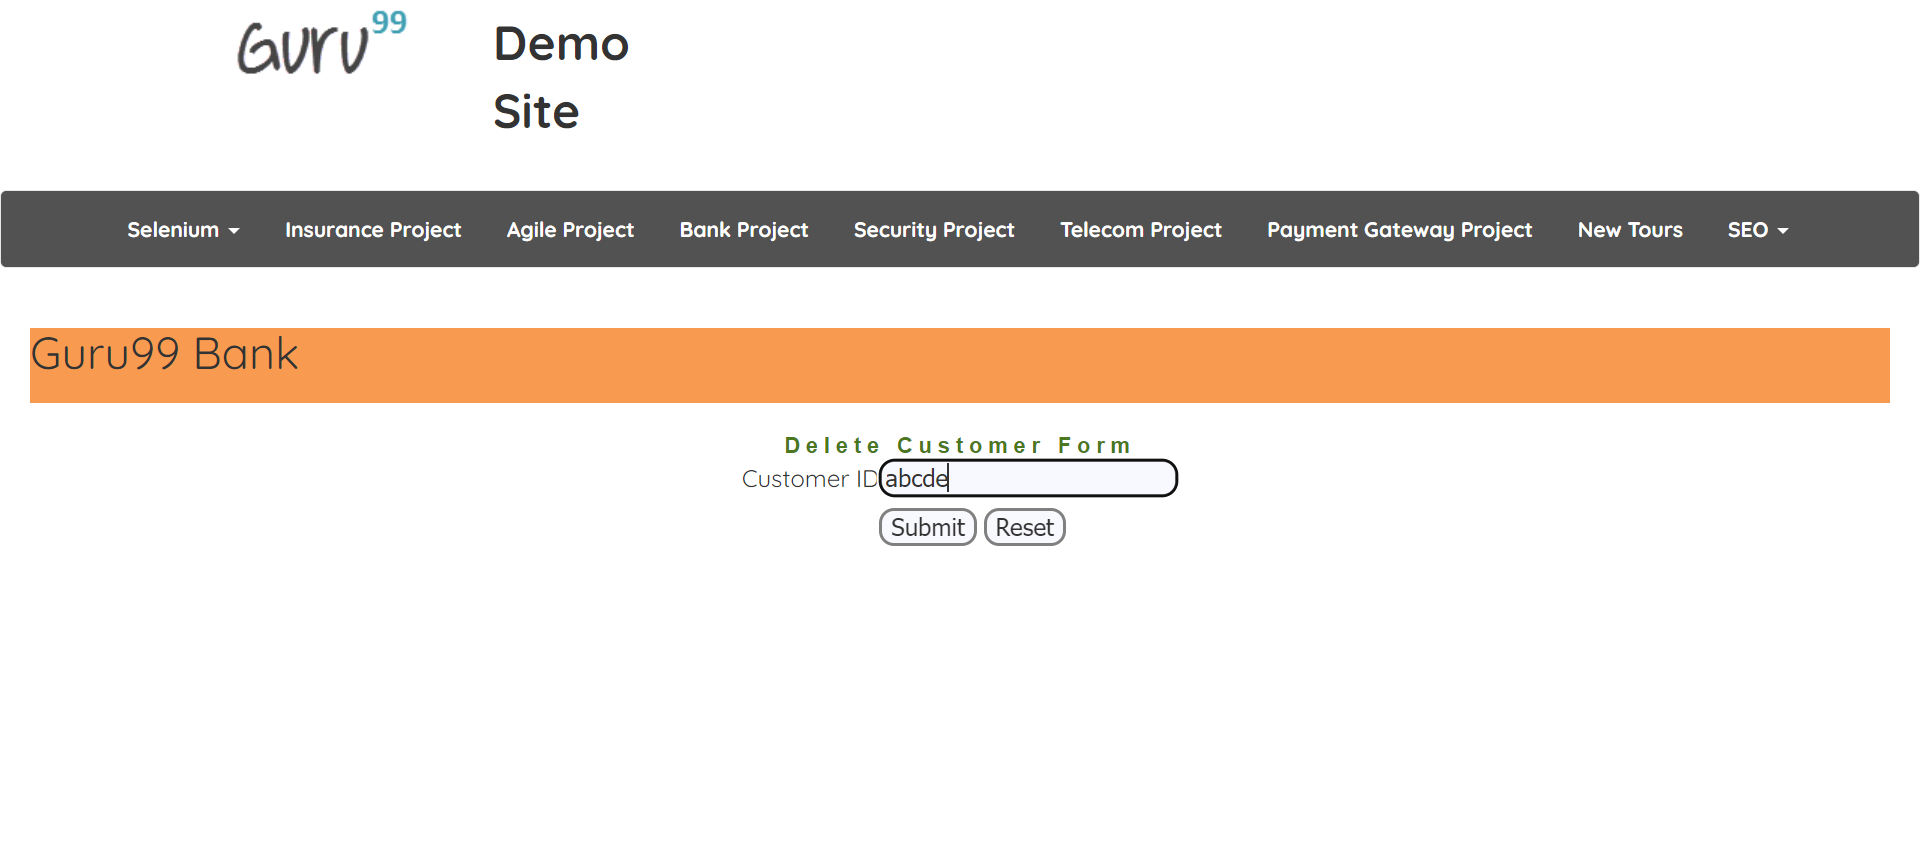 Guru99
Demo
Site
Selenium Insurance Project Agile Project Bank Project Security Project Telecom Project Payment Gateway Project New Tours SEO
Guru99 Bank
Delete Customer Form
Customer ID abcde
Submit Reset